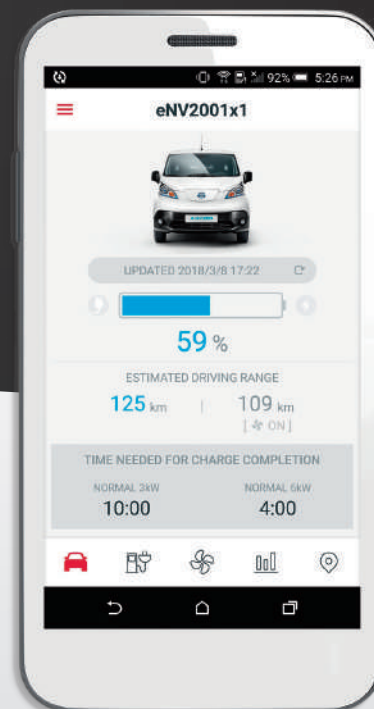 92% 5:26 PM
eNV2001x1
UPDATED 2018/3/8 17:22
59 %
ESTIMATED DRIVING RANGE
125 km | 109 km
[ ON ]
TIME NEEDED FOR CHARGE COMPLETION
NORMAL 3kW NORMAL 6kW
10:00 4:00